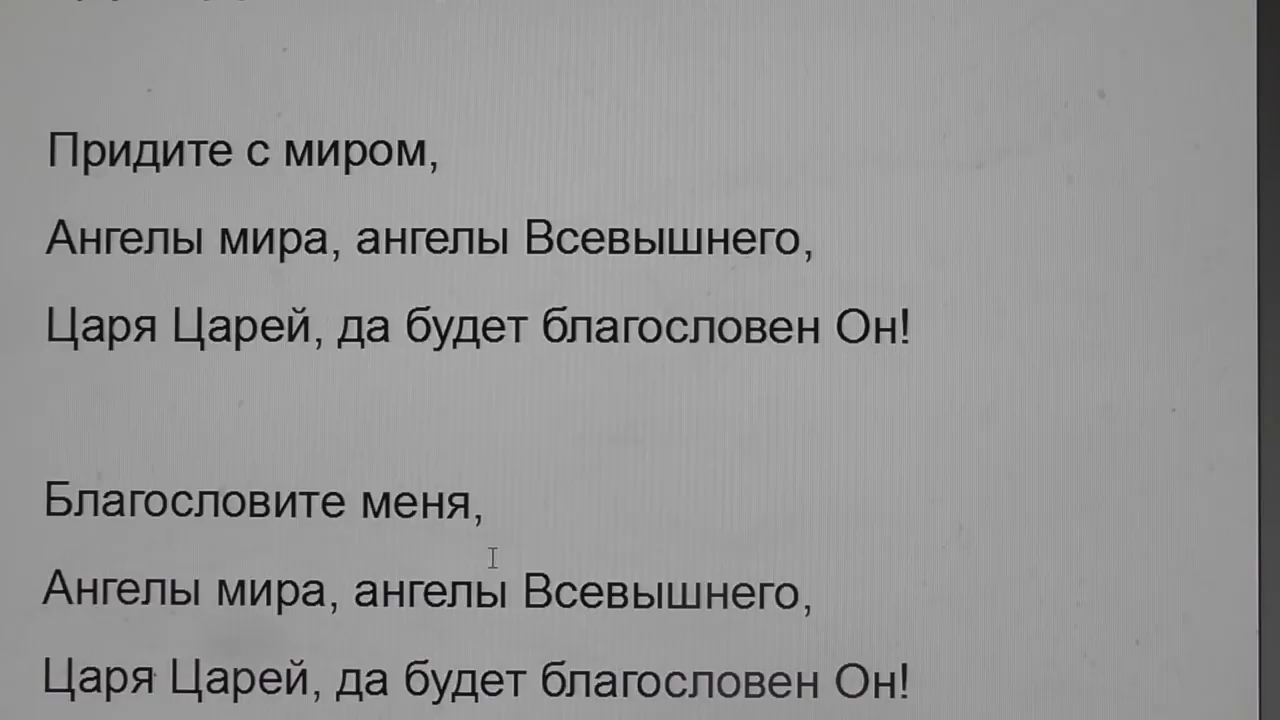 Придите с миром,
Ангелы мира, ангелы Всевышнего,
Царя Царей, да будет благословен Он!
Благословите меня,
Ангелы мира, ангелы Всевышнего,
Царя Царей, да будет благословен Он!